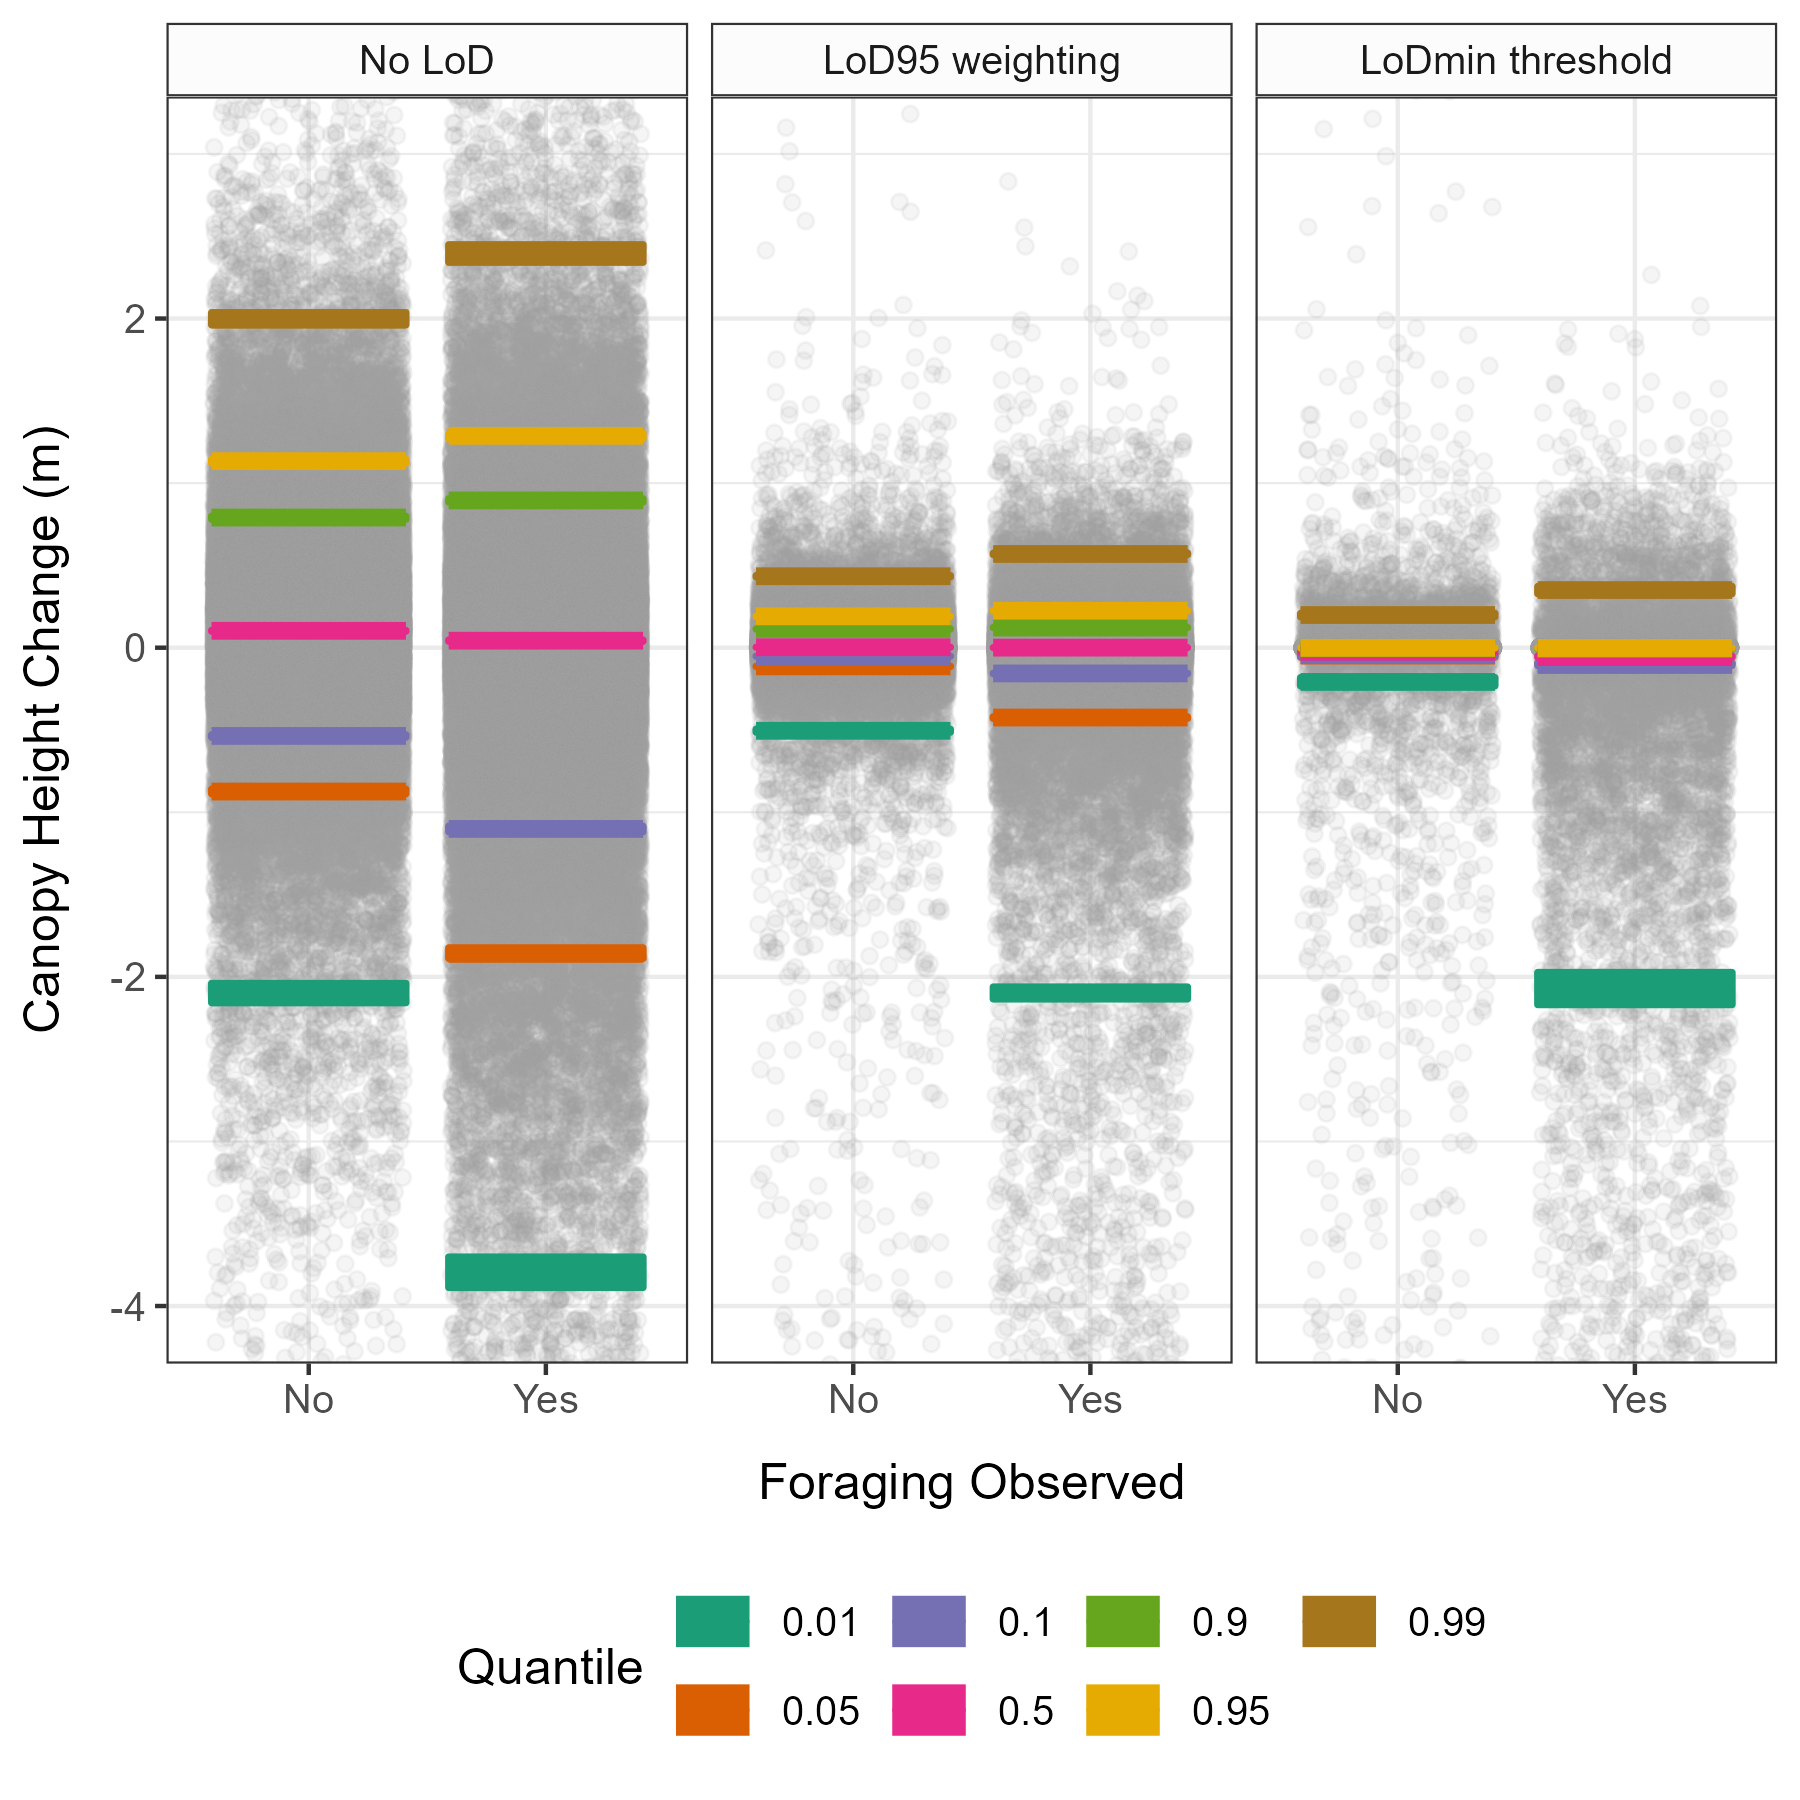 No LoD
LoD95 weighting
LoDmin threshold
Canopy Height Change (m)
2
0
-2
-4
No
Yes
No
Yes
No
Yes
Foraging Observed
Quantile
0.01
0.1
0.9
0.99
0.05
0.5
0.95